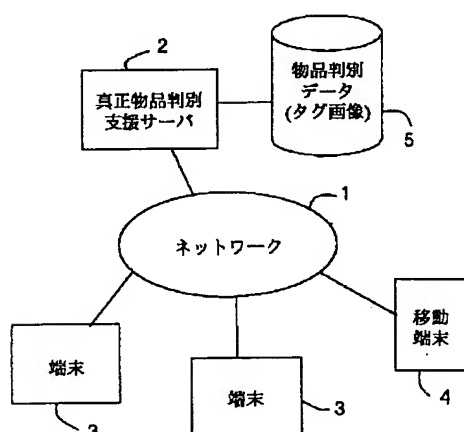 2
真正物品判別
支援サーバ
物品判別
データ
(タグ画像)
5
1
ネットワーク
端末
3
端末
3
移動
端末
4